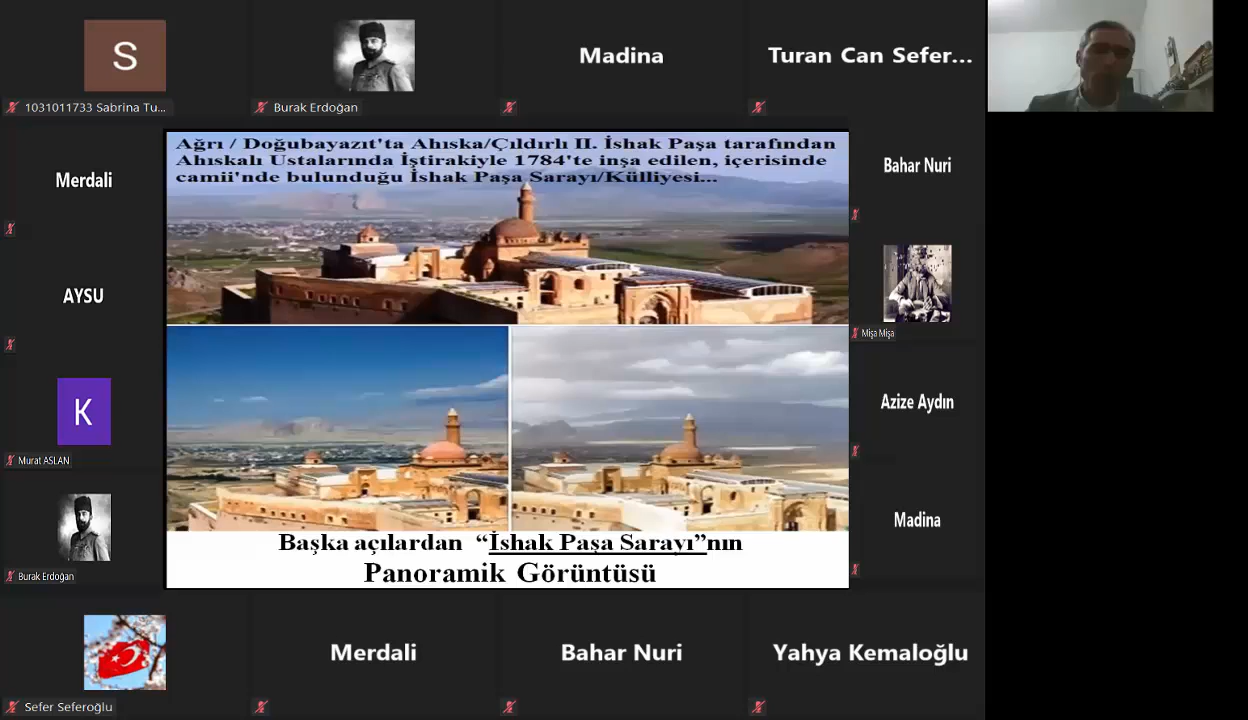 S
1031011733 Sabrina Tu...
Burak Erdoğan
Madina
Turan Can Sefer...
Merdali
AYSU
K
Murat ASLAN
Burak Erdoğan
Ağrı / Doğubayazıt'ta Ahıska/Çıldırlı II. İshak Paşa tarafından
Ahıskalı Ustalarında İştirakiyle 1784'te inşa edilen, içerisinde
camii'nde bulunduğu İshak Paşa Sarayı/Külliyesi...
Başka açılardan “İshak Paşa Sarayı”nın
Panoramik Görüntüsü
Bahar Nuri
Mişa Mişa
Azize Aydın
Madina
Sefer Seferoğlu
Merdali
Bahar Nuri
Yahya Kemaloğlu